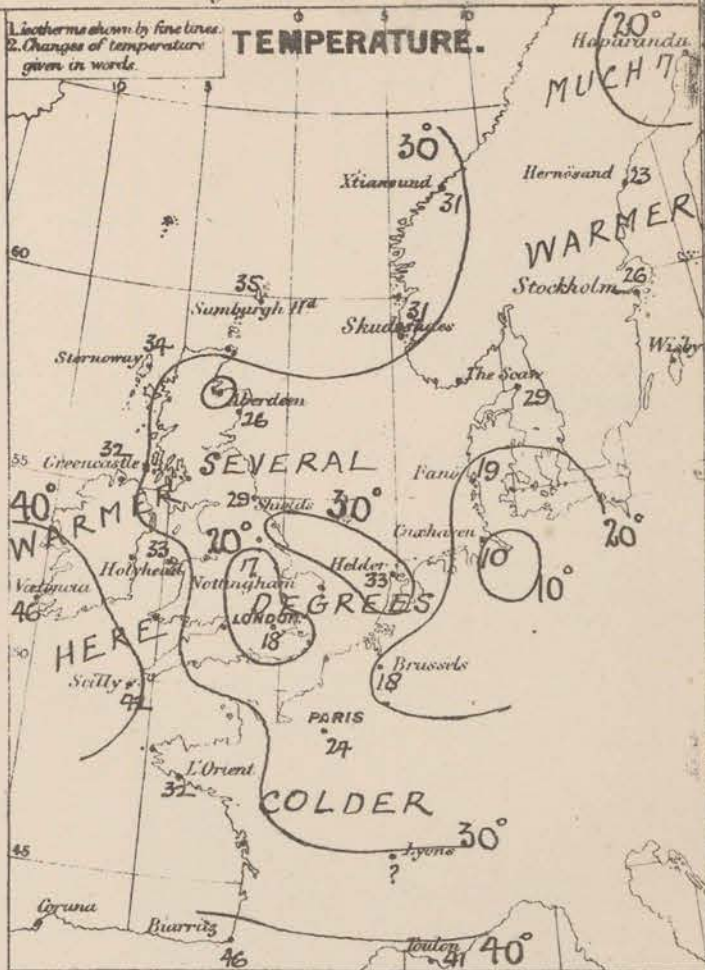 TEMPERATURE.
1. isotherms shown by fine lines.
2. Changes of temperature
given in words.
0 10
10 5
20°
Haparanda
MUCH 7
30°
Xtiansund
31
Hernösand
23
WARMER
60
35
Sumburgh Hd
Stockholm
26
31
Skudesnaes
Wisby
34
Stornoway
The Scaw
29
Aberdeen
26
55
32
Greencastle
SEVERAL
Fanö
19
40°
WARMER
29
Shields
30°
20°
Cuxhaven
10
10°
33
Holyhead
20°
17
Nottingham
Helder
33
Valencia
46
DEGREES
LONDON
18
HERE
50
Scilly
42
Brussels
18
PARIS
24
L'Orient
32
COLDER
45
30°
Lyons
?
Coruna
Biarritz
46
Toulon
41
40°